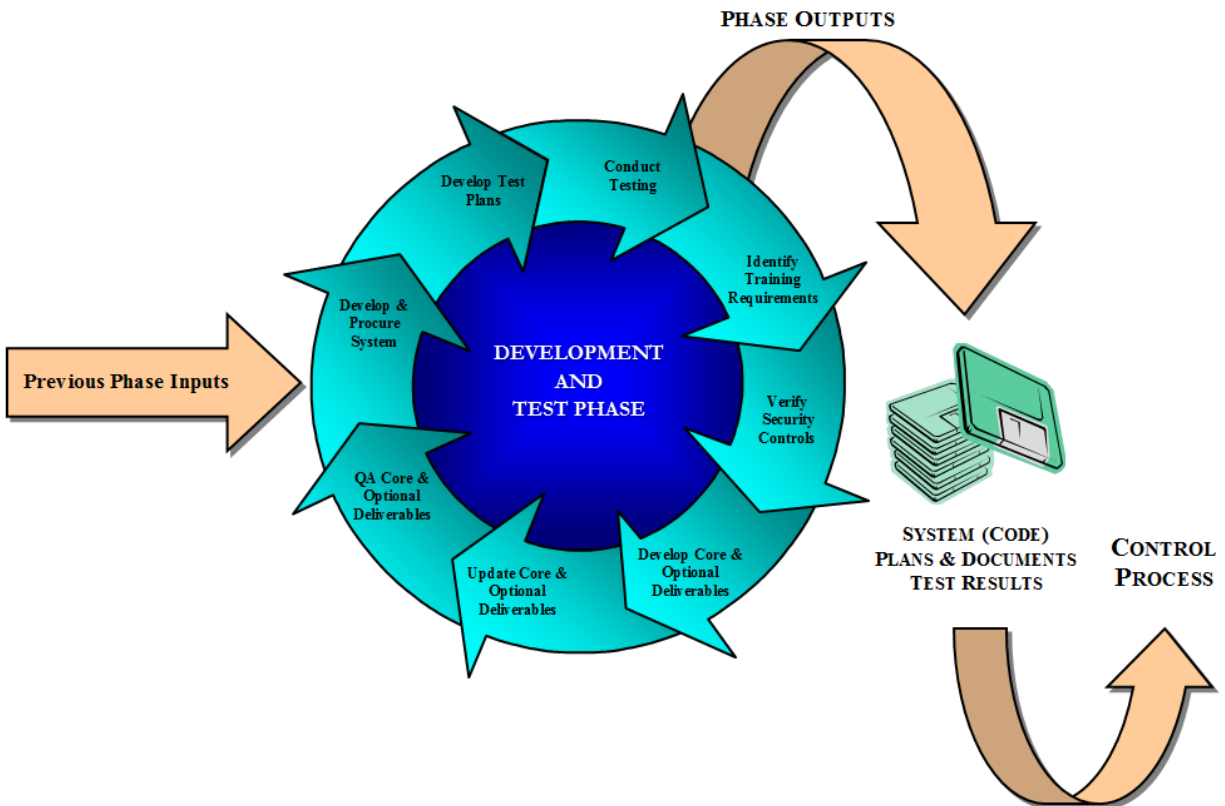 PHASE OUTPUTS
Conduct
Testing
Develop Test
Plans
Identify
Training
Requirements
Develop &
Procure
System
Previous Phase Inputs
DEVELOPMENT
AND
TEST PHASE
Verify
Security
Controls
QA Core &
Optional
Deliverables
Update Core &
Optional
Deliverables
Develop Core &
Optional
Deliverables
SYSTEM (CODE)
PLANS & DOCUMENTS
TEST RESULTS
CONTROL
PROCESS